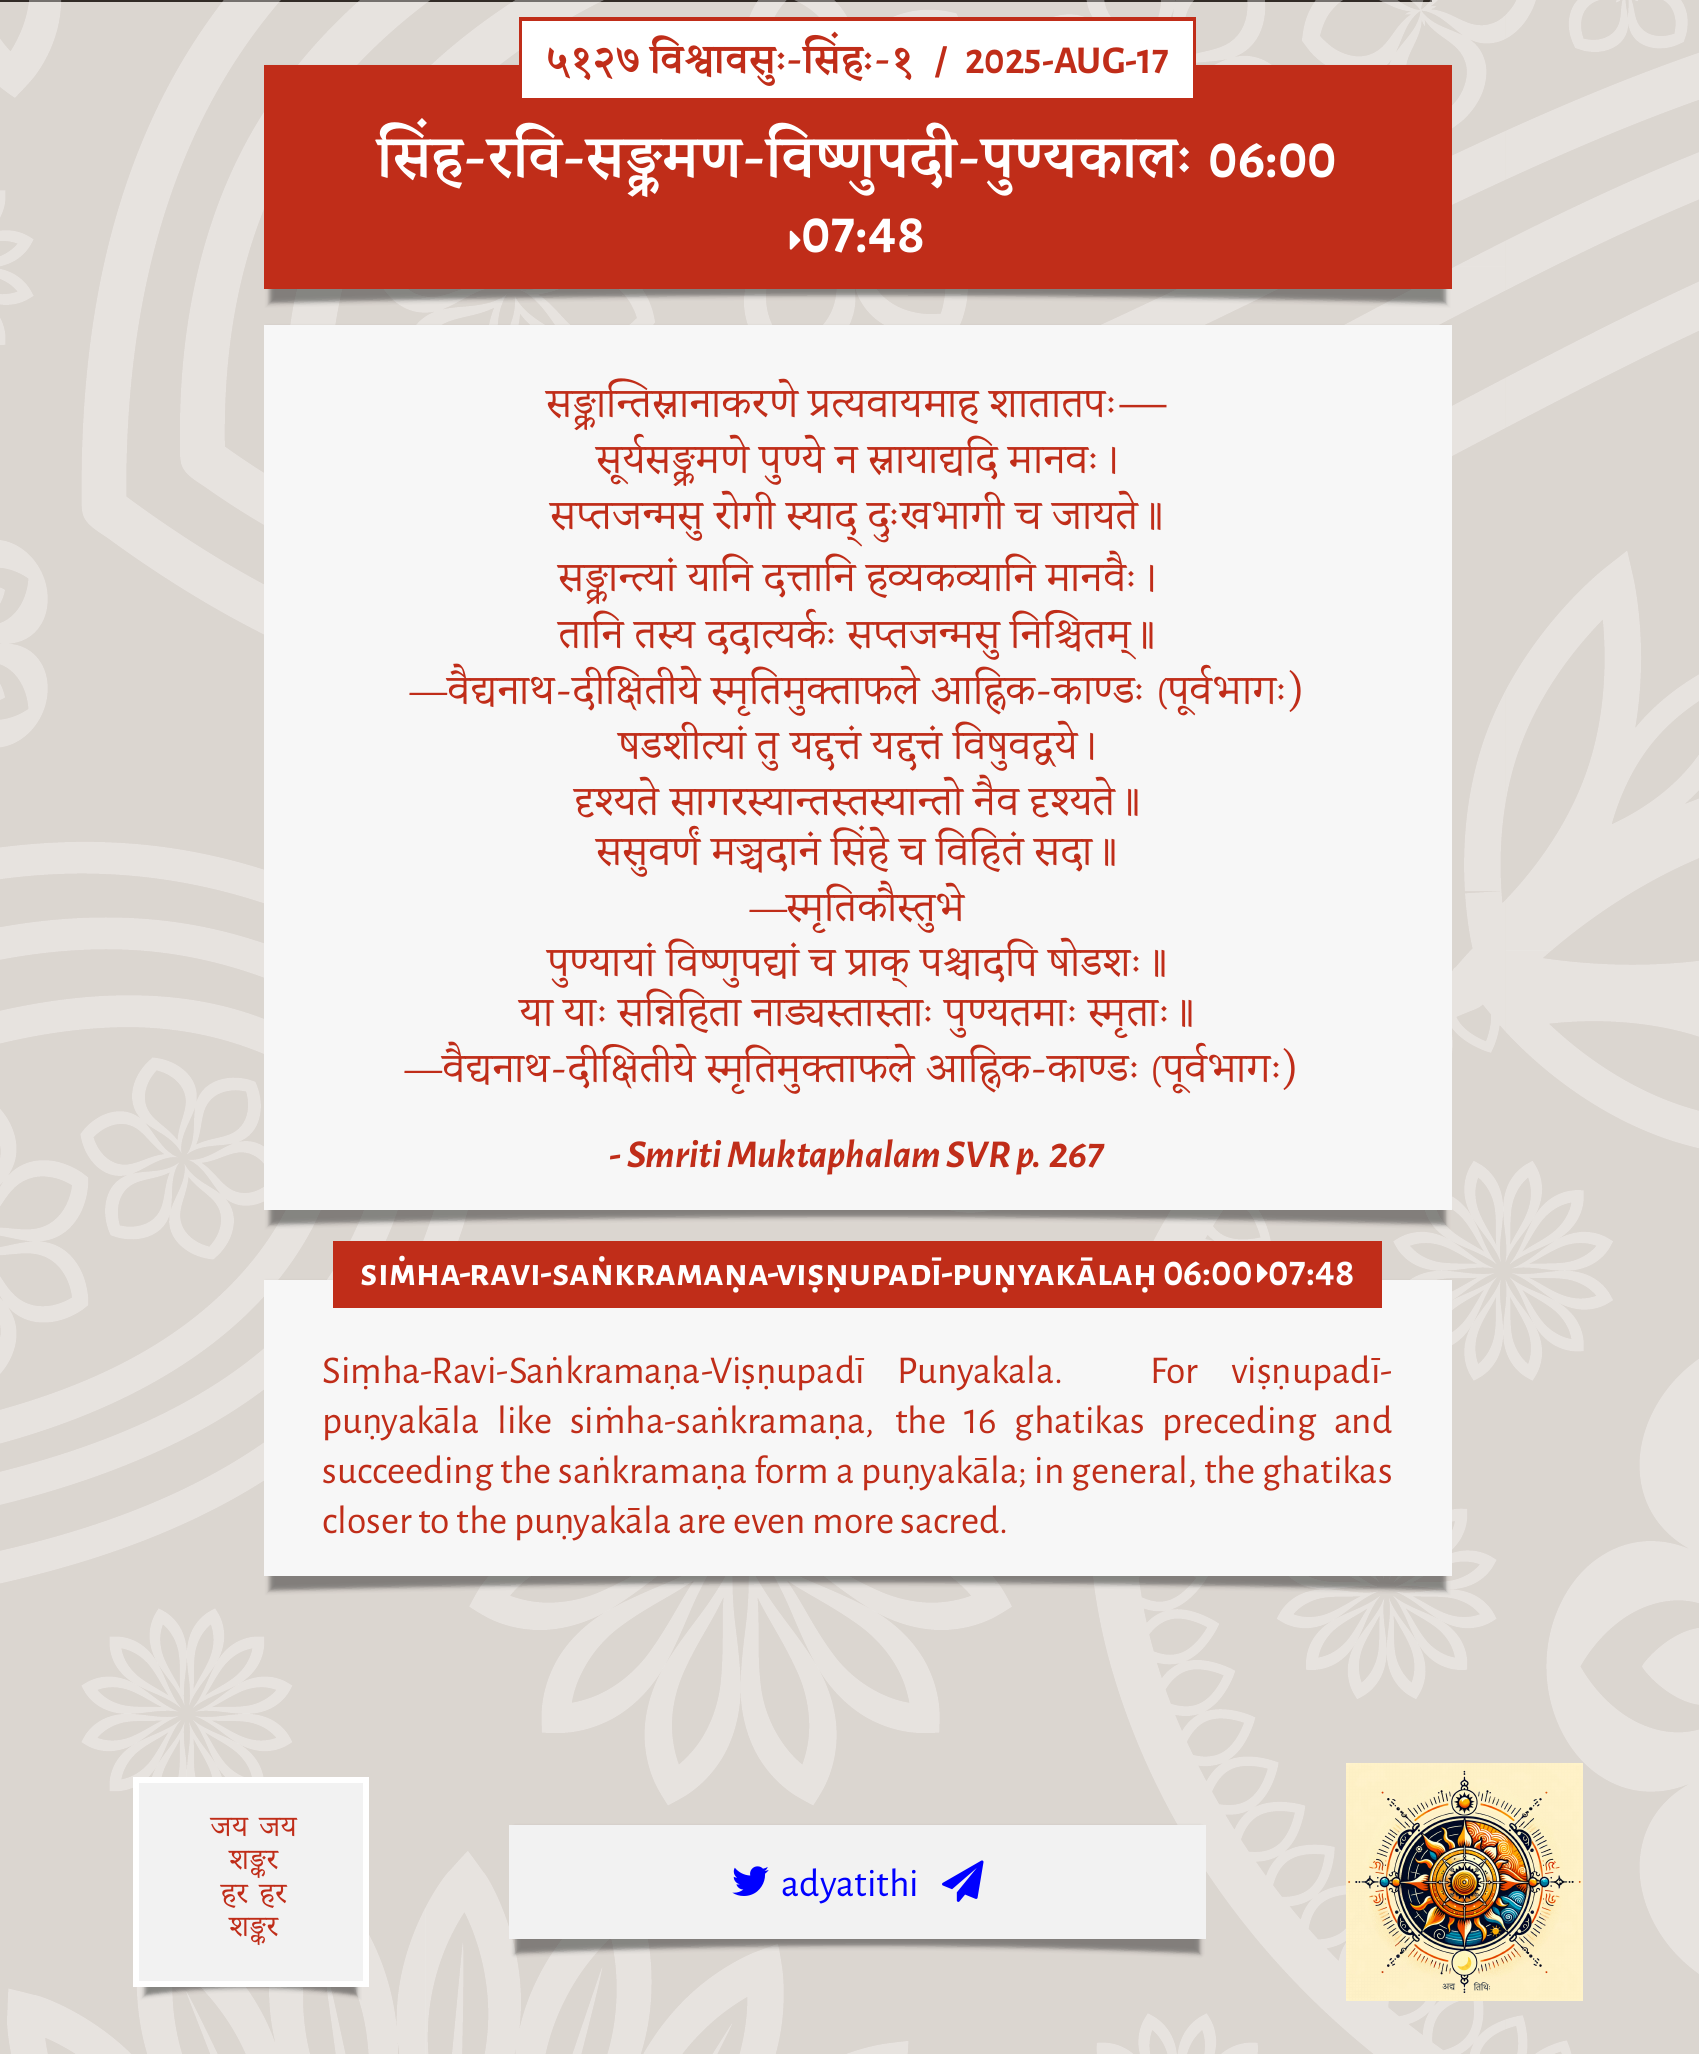 ५१२७ विश्वावसुः-सिंहः-१ / 2025-AUG-17
सिंह-रवि-सङ्क्रमण-विष्णुपदी-पुण्यकालः 06:00
▸07:48
सङ्क्रान्तिस्नानाकरणे प्रत्यवायमाह शातातपः—
सूर्यसङ्क्रमणे पुण्ये न स्नायाद्यदि मानवः।
सप्तजन्मसु रोगी स्याद् दुःखभागी च जायते॥
सङ्क्रान्त्यां यानि दत्तानि हव्यकव्यानि मानवैः।
तानि तस्य ददात्यर्कः सप्तजन्मसु निश्चितम्॥
—वैद्यनाथ-दीक्षितीये स्मृतिमुक्ताफले आह्निक-काण्डः (पूर्वभागः)
षडशीत्यां तु यद्दत्तं यद्दत्तं विषुवद्वये।
दृश्यते सागरस्यान्तस्तस्यान्तो नैव दृश्यते॥
ससुवर्णं मञ्चदानं सिंहे च विहितं सदा॥
—स्मृतिकौस्तुभे
पुण्यायां विष्णुपद्यां च प्राक् पश्चादपि षोडशः॥
या याः सन्निहिता नाड्यस्तास्ताः पुण्यतमाः स्मृताः॥
—वैद्यनाथ-दीक्षितीये स्मृतिमुक्ताफले आह्निक-काण्डः (पूर्वभागः)
- Smriti Muktaphalam SVR p. 267
SIṀHA-RAVI-SAṄKRAMAṆA-VIṢṆUPADĪ-PUṆYAKĀLAḤ 06:00▸07:48
Siṃha-Ravi-Saṅkramaṇa-Viṣṇupadī Punyakala. For viṣṇupadī-
puṇyakāla like siṁha-saṅkramaṇa, the 16 ghatikas preceding and
succeeding the saṅkramaṇa form a puṇyakāla; in general, the ghatikas
closer to the puṇyakāla are even more sacred.
जय जय
शङ्कर
हर हर
शङ्कर
adyatithi
अद्य तिथिः